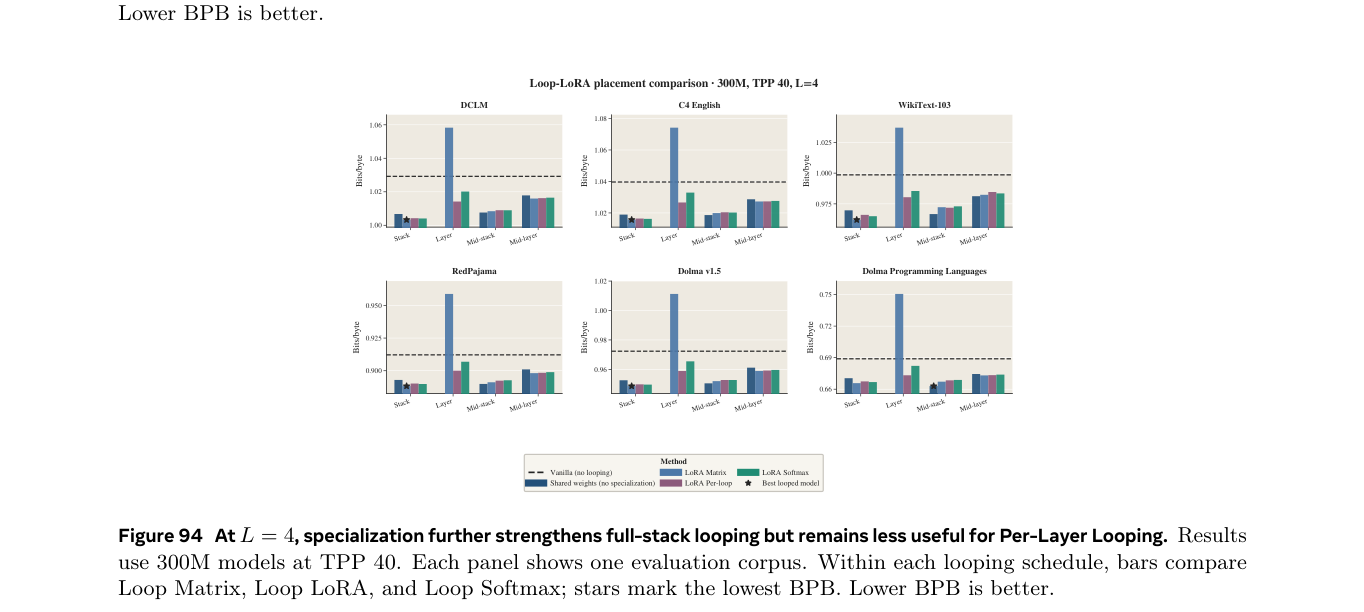 Lower BPB is better.
Loop-LoRA placement comparison · 300M, TPP 40, L=4
DCLM
C4 English
WikiText-103
Bits/byte
1.06
1.04
1.02
1.00
Stack
Layer
Mid-stack
Mid-layer
Bits/byte
1.08
1.06
1.04
1.02
Stack
Layer
Mid-stack
Mid-layer
Bits/byte
1.025
1.000
0.975
Stack
Layer
Mid-stack
Mid-layer
RedPajama
Dolma v1.5
Dolma Programming Languages
Bits/byte
0.950
0.925
0.900
Stack
Layer
Mid-stack
Mid-layer
Bits/byte
1.02
1.00
0.98
0.96
Stack
Layer
Mid-stack
Mid-layer
Bits/byte
0.75
0.72
0.69
0.66
Stack
Layer
Mid-stack
Mid-layer
Method
Vanilla (no looping)
LoRA Matrix
LoRA Softmax
Shared weights (no specialization)
LoRA Per-loop
Best looped model
Figure 94 At L = 4, specialization further strengthens full-stack looping but remains less useful for Per-Layer Looping. Results
use 300M models at TPP 40. Each panel shows one evaluation corpus. Within each looping schedule, bars compare
Loop Matrix, Loop LoRA, and Loop Softmax; stars mark the lowest BPB. Lower BPB is better.